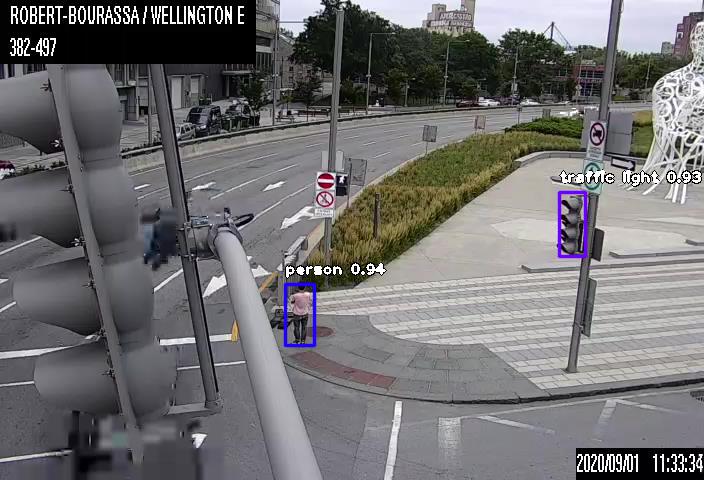 ROBERT-BOURASSA / WELLINGTON E
382-497
traffic light 0.93
person 0.94
2020/09/01 11:33:34